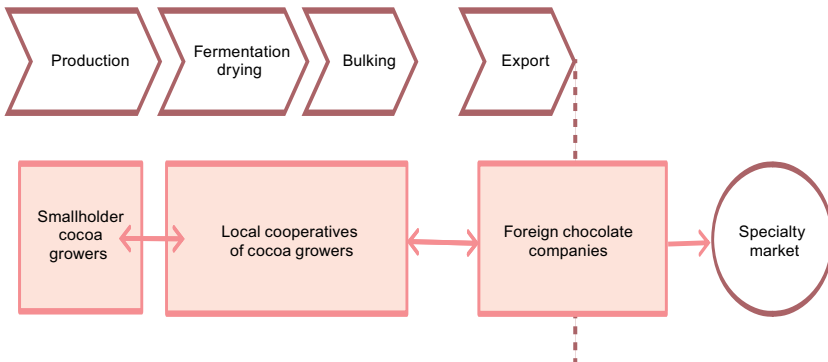 Production
Fermentation
drying
Bulking
Export
Smallholder
cocoa
growers
Local cooperatives
of cocoa growers
Foreign chocolate
companies
Specialty
market